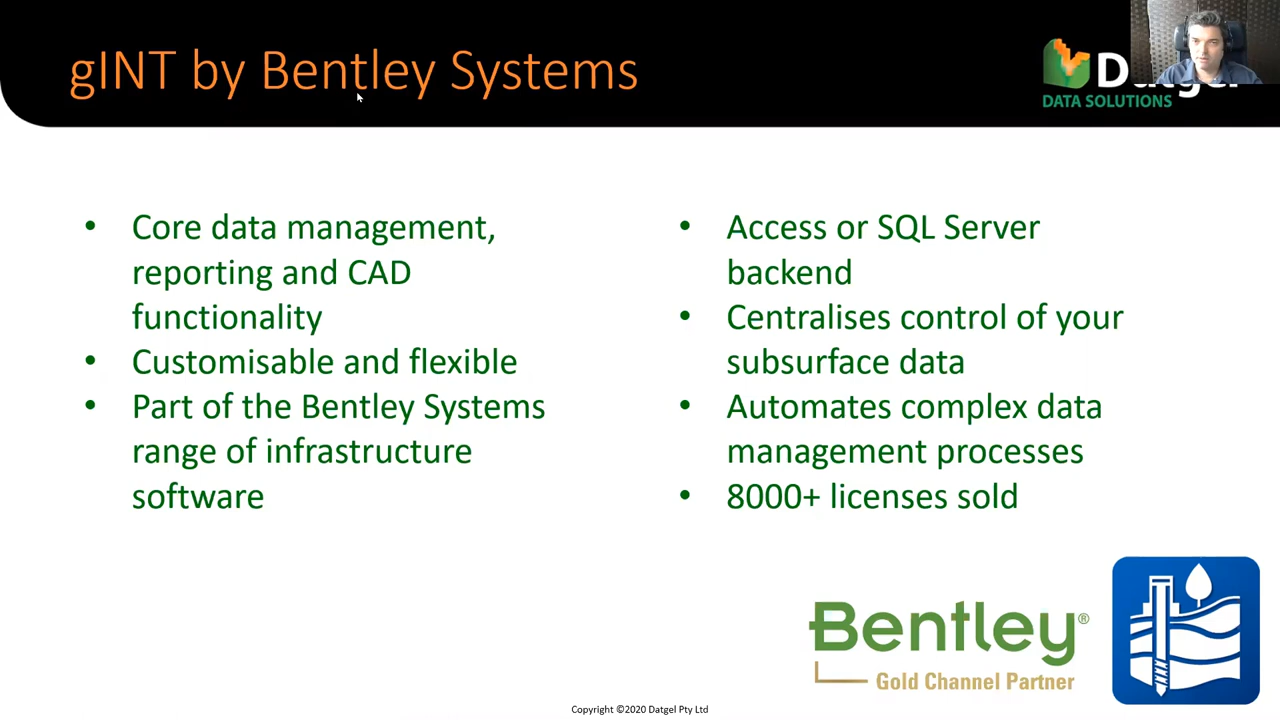 gINT by Bentley Systems
DATA SOLUTIONS
• Core data management,
reporting and CAD
functionality
• Customisable and flexible
• Part of the Bentley Systems
range of infrastructure
software
• Access or SQL Server
backend
• Centralises control of your
subsurface data
• Automates complex data
management processes
• 8000+ licenses sold
Bentley®
Gold Channel Partner
Copyright ©2020 Datgel Pty Ltd